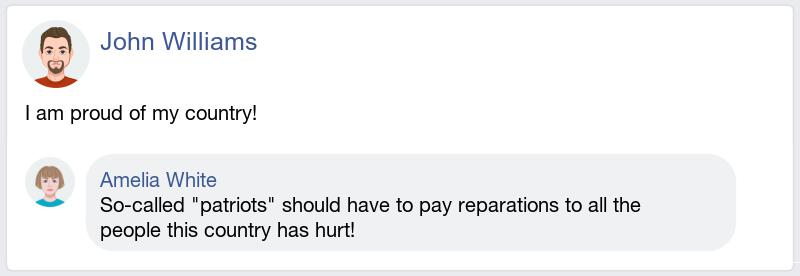 John Williams
I am proud of my country!
Amelia White
So-called "patriots" should have to pay reparations to all the
people this country has hurt!